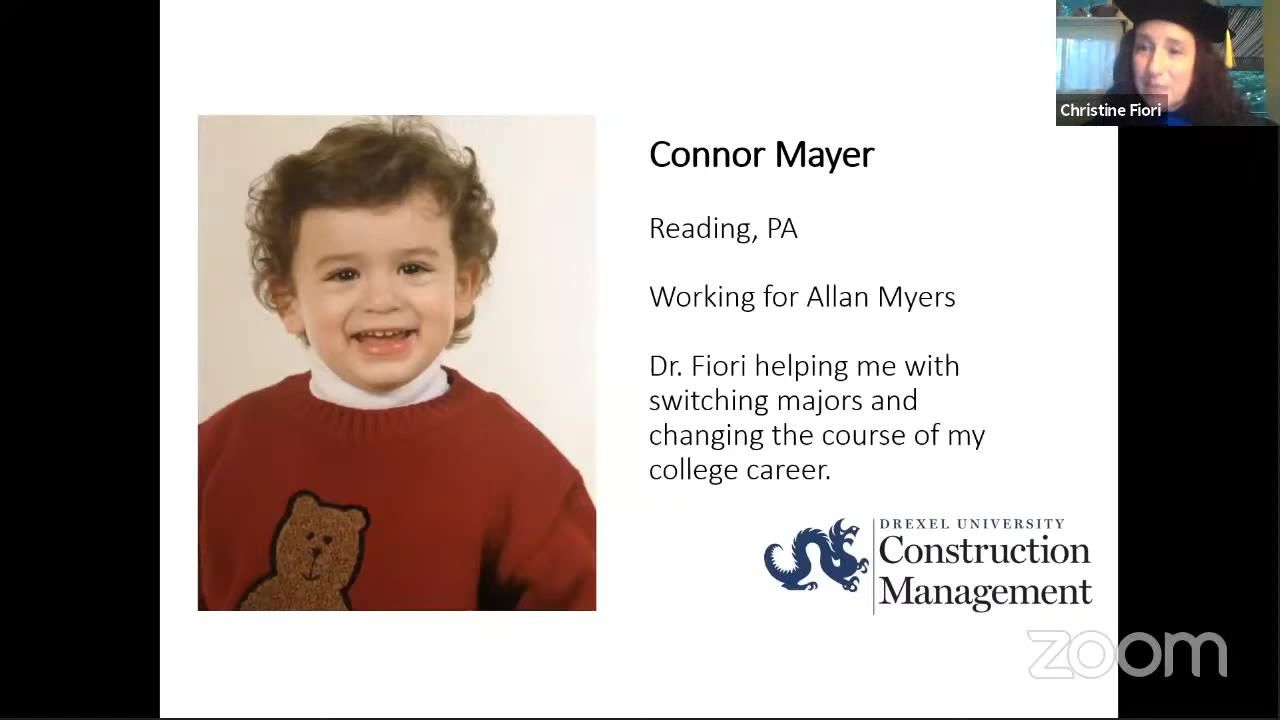 Christine Fiori
Connor Mayer
Reading, PA
Working for Allan Myers
Dr. Fiori helping me with
switching majors and
changing the course of my
college career.
DREXEL UNIVERSITY
Construction
Management
zoom